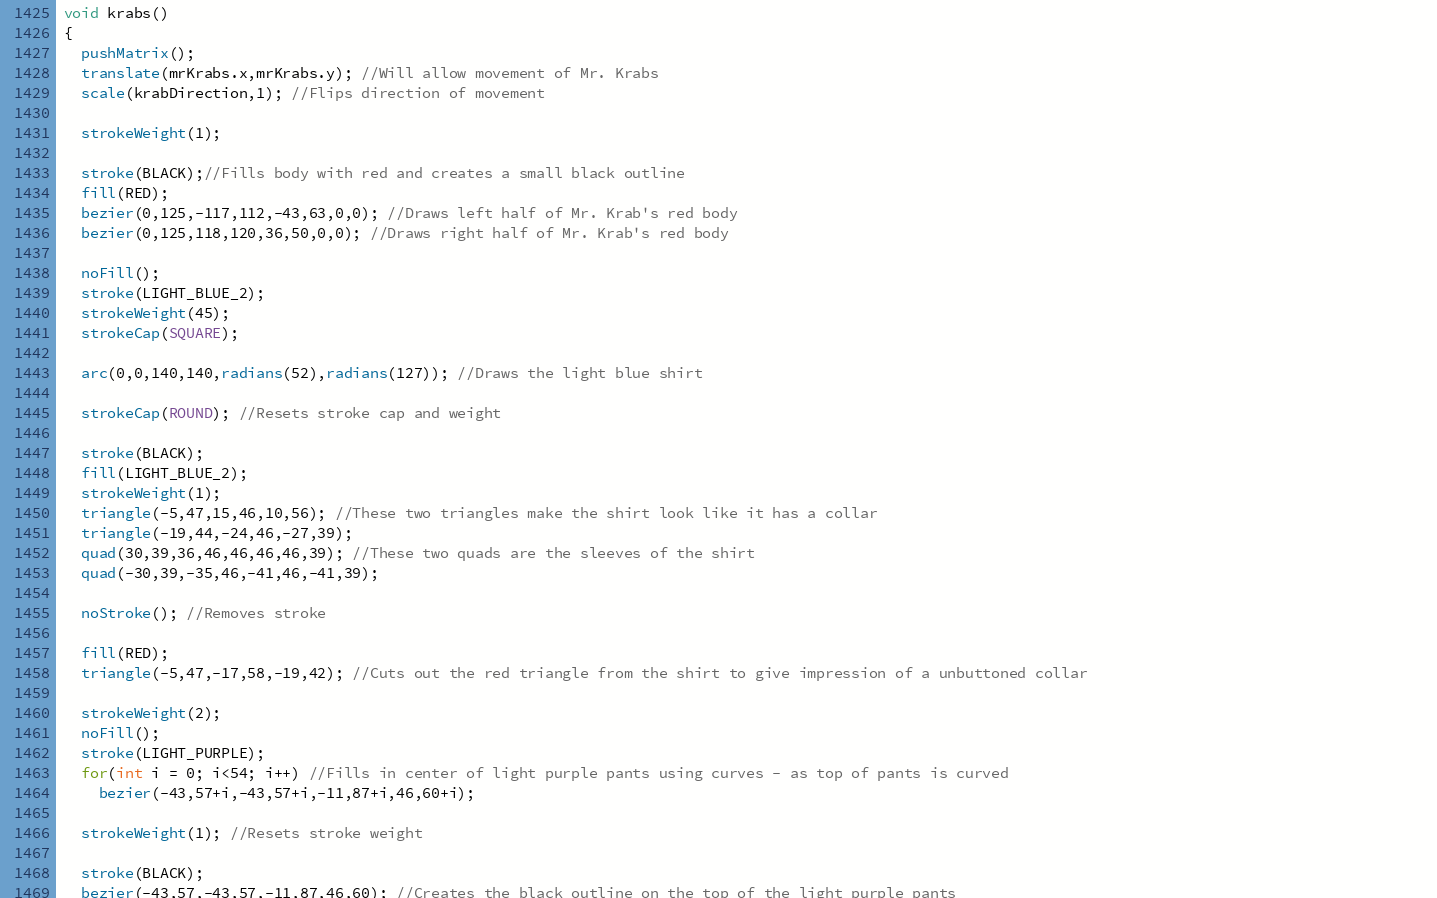 1425 void krabs()
1426 {
1427   pushMatrix();
1428   translate(mrKrabs.x,mrKrabs.y); //Will allow movement of Mr. Krabs
1429   scale(krabDirection,1); //Flips direction of movement
1430
1431   strokeWeight(1);
1432
1433   stroke(BLACK);//Fills body with red and creates a small black outline
1434   fill(RED);
1435   bezier(0,125,-117,112,-43,63,0,0); //Draws left half of Mr. Krab's red body
1436   bezier(0,125,118,120,36,50,0,0); //Draws right half of Mr. Krab's red body
1437
1438   noFill();
1439   stroke(LIGHT_BLUE_2);
1440   strokeWeight(45);
1441   strokeCap(SQUARE);
1442
1443   arc(0,0,140,140,radians(52),radians(127)); //Draws the light blue shirt
1444
1445   strokeCap(ROUND); //Resets stroke cap and weight
1446
1447   stroke(BLACK);
1448   fill(LIGHT_BLUE_2);
1449   strokeWeight(1);
1450   triangle(-5,47,15,46,10,56); //These two triangles make the shirt look like it has a collar
1451   triangle(-19,44,-24,46,-27,39);
1452   quad(30,39,36,46,46,46,46,39); //These two quads are the sleeves of the shirt
1453   quad(-30,39,-35,46,-41,46,-41,39);
1454
1455   noStroke(); //Removes stroke
1456
1457   fill(RED);
1458   triangle(-5,47,-17,58,-19,42); //Cuts out the red triangle from the shirt to give impression of a unbuttoned collar
1459
1460   strokeWeight(2);
1461   noFill();
1462   stroke(LIGHT_PURPLE);
1463   for(int i = 0; i<54; i++) //Fills in center of light purple pants using curves - as top of pants is curved
1464     bezier(-43,57+i,-43,57+i,-11,87+i,46,60+i);
1465
1466   strokeWeight(1); //Resets stroke weight
1467
1468   stroke(BLACK);
1469   bezier(-43,57,-43,57,-11,87,46,60); //Creates the black outline on the top of the light purple pants